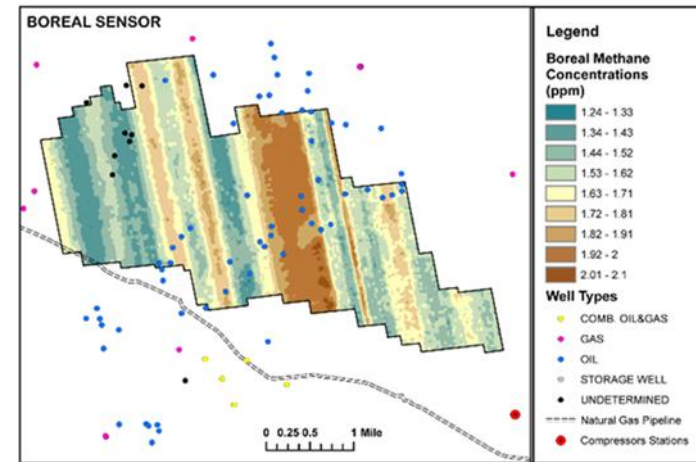 BOREAL SENSOR
0 0.25 0.5 1 Mile
Legend
Boreal Methane
Concentrations
(ppm)
1.24 - 1.33
1.34 - 1.43
1.44 - 1.52
1.53 - 1.62
1.63 - 1.71
1.72 - 1.81
1.82 - 1.91
1.92 - 2
2.01 - 2.1
Well Types
COMB. OIL&GAS
GAS
OIL
STORAGE WELL
UNDETERMINED
Natural Gas Pipeline
Compressors Stations